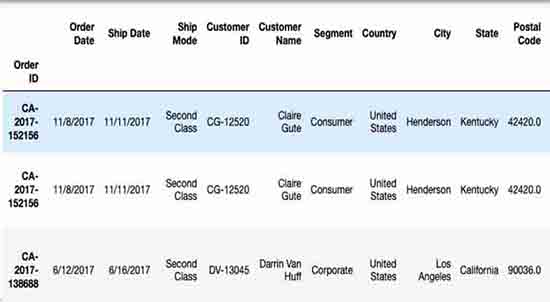 Order Date Ship Date Ship Mode Customer ID Customer Name Segment Country City State Postal Code
Order ID
CA-2017-152156 11/8/2017 11/11/2017 Second Class CG-12520 Claire Gute Consumer United States Henderson Kentucky 42420.0
CA-2017-152156 11/8/2017 11/11/2017 Second Class CG-12520 Claire Gute Consumer United States Henderson Kentucky 42420.0
CA-2017-138688 6/12/2017 6/16/2017 Second Class DV-13045 Darrin Van Huff Corporate United States Los Angeles California 90036.0